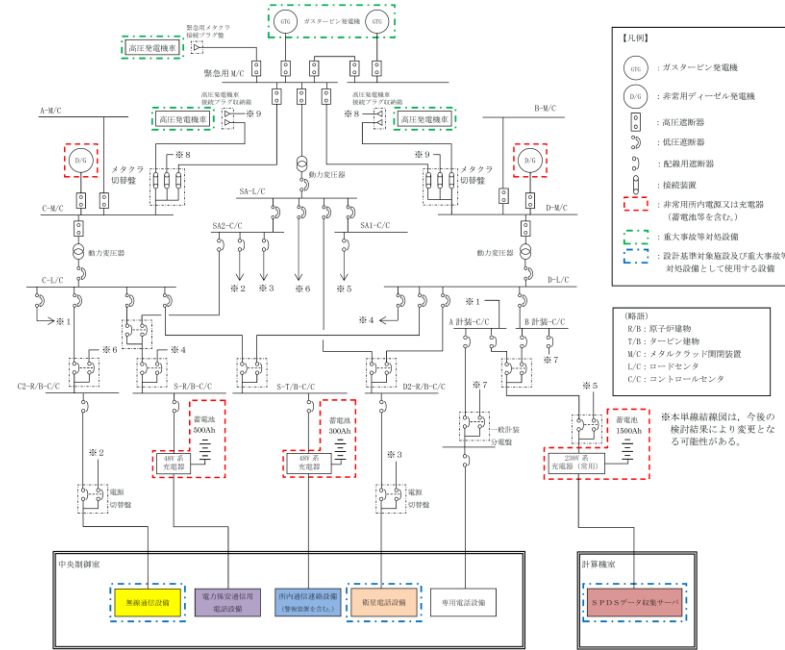 緊急用メタクラ
接続プラグ盤
高圧発電機車
GTG
ガスタービン発電機
GTG
緊急用M/C
高圧発電機車
接続プラグ収納箱
※9
高圧発電機車
高圧発電機車
接続プラグ収納箱
※8
高圧発電機車
A-M/C
B-M/C
D/G
※8
メタクラ
切替盤
動力変圧器
※9
メタクラ
切替盤
D/G
C-M/C
SA-L/C
D-M/C
SA2-C/C
SA1-C/C
動力変圧器
動力変圧器
C-L/C
※2
※3
※6
※5
D-L/C
※1
※4
※1
A計装-C/C
B計装-C/C
※7
※6
※4
※7
※5
C2-R/B-C/C
S-R/B-C/C
S-T/B-C/C
D2-R/B-C/C
蓄電池
500Ah
48V系
充電器
蓄電池
300Ah
48V系
充電器
一般計装
分電盤
蓄電池
1500Ah
230V系
充電器(常用)
※2
電源
切替盤
※3
電源
切替盤
中央制御室
無線通信設備
電力保安通信用
電話設備
所内通信連絡設備
(警報装置を含む。)
衛星電話設備
専用電話設備
計算機室
SPDSデータ収集サーバ
【凡例】
GTG
:ガスタービン発電機
D/G
:非常用ディーゼル発電機
:高圧遮断器
:低圧遮断器
:配線用遮断器
:接続装置
:非常用所内電源又は充電器
(蓄電池等を含む。)
:重大事故等対処設備
:設計基準対象施設及び重大事故等
対処設備として使用する設備
(略語)
R/B:原子炉建物
T/B:タービン建物
M/C:メタルクラッド開閉装置
L/C:ロードセンタ
C/C:コントロールセンタ
※本単線結線図は、今後の
検討結果により変更とな
る可能性がある。